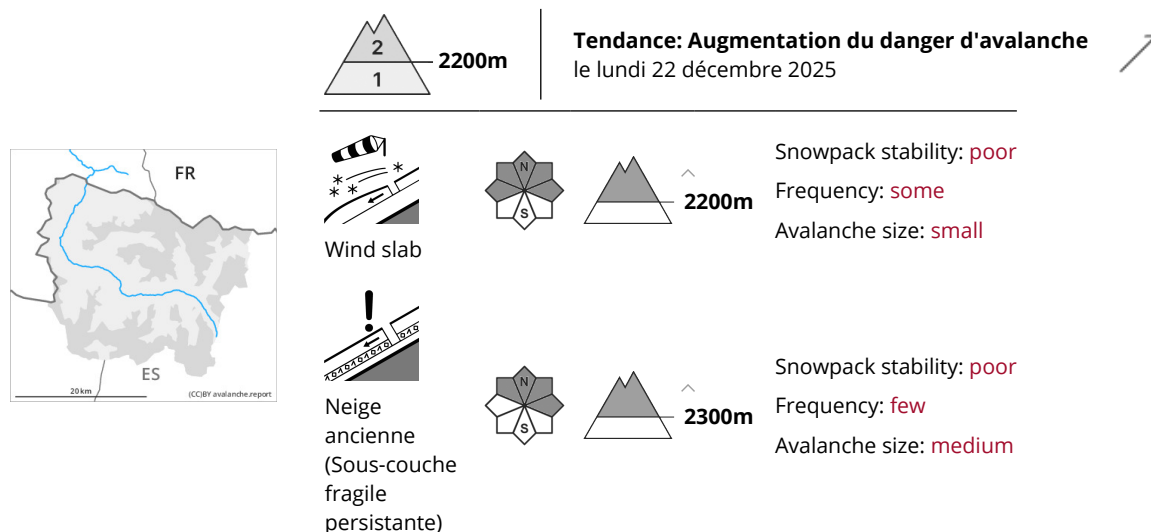 2
1
2200m
Tendance: Augmentation du danger d'avalanche
le lundi 22 décembre 2025
FR
ES
20 km
(CC)BY avalanche.report
Wind slab
N
S
2200m
Snowpack stability: poor
Frequency: some
Avalanche size: small
Neige
ancienne
(Sous-couche
fragile
persistante)
N
S
2300m
Snowpack stability: poor
Frequency: few
Avalanche size: medium